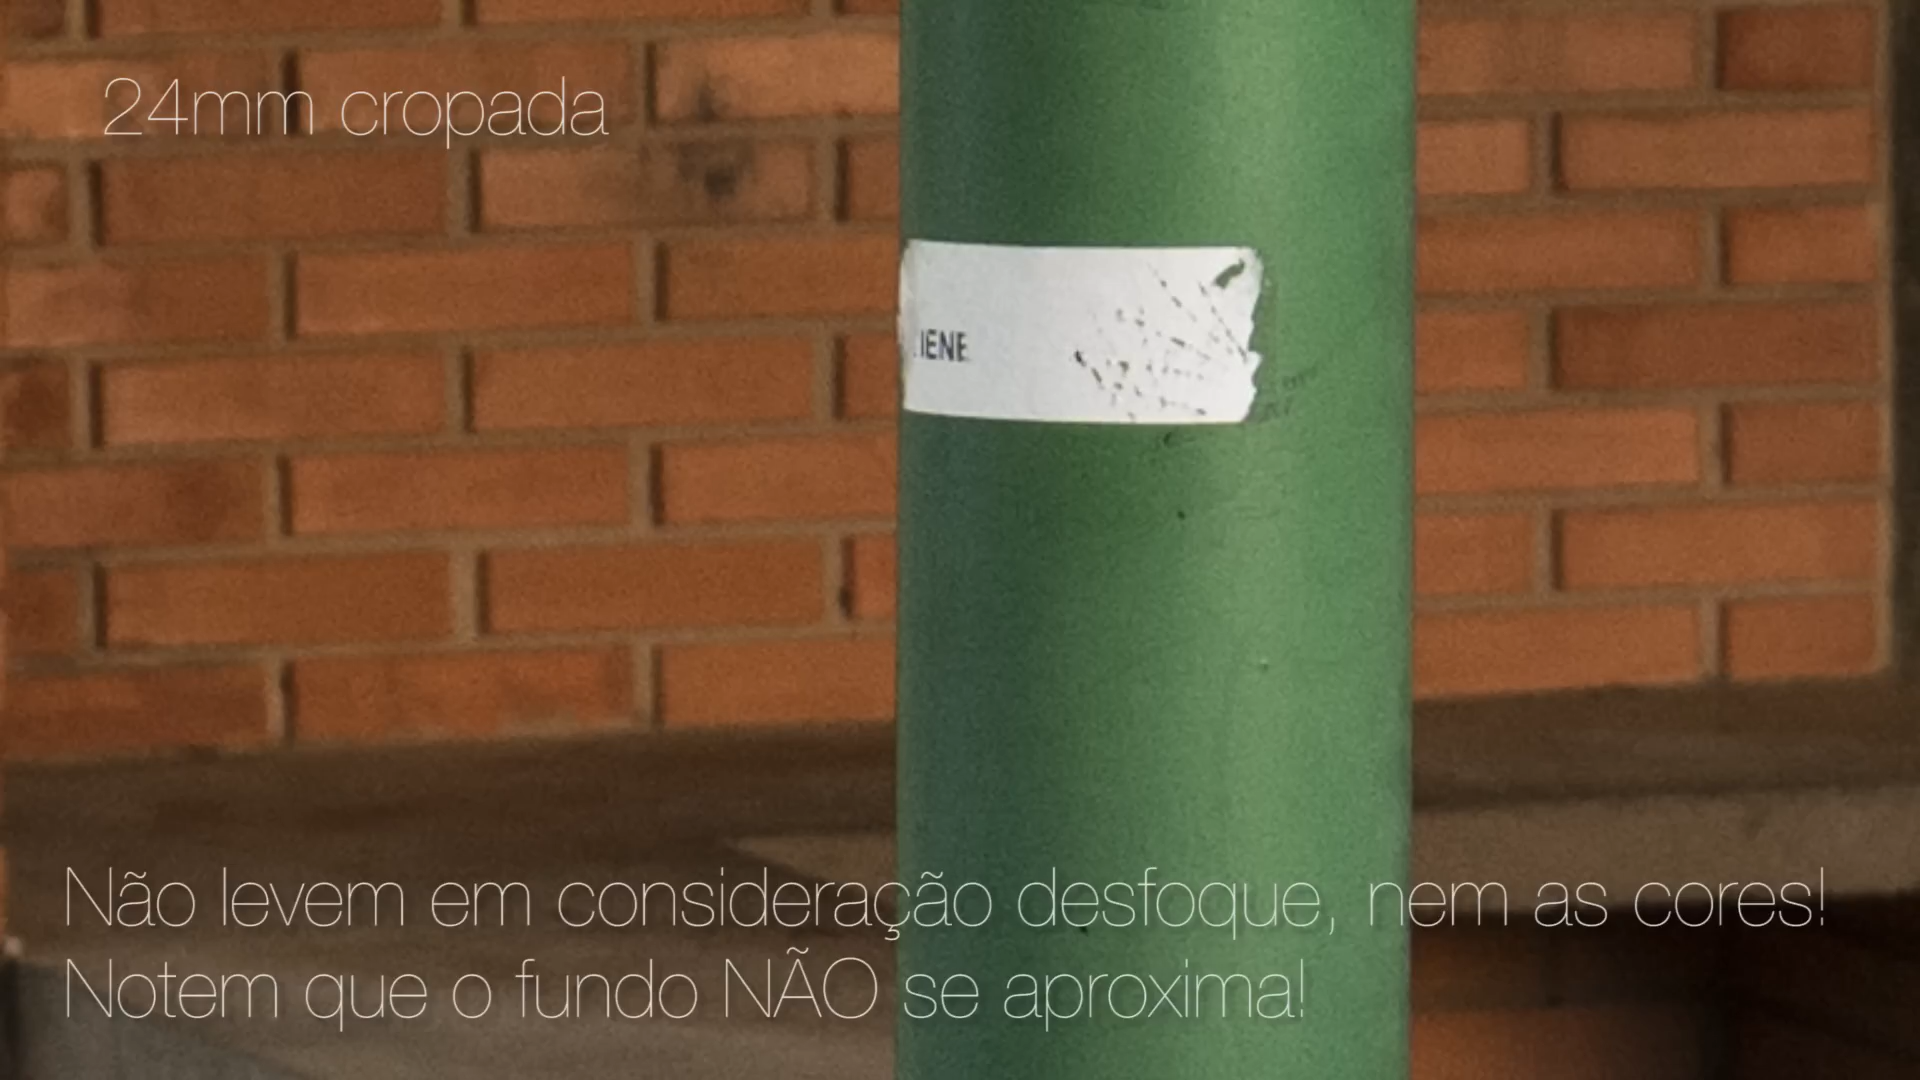 24mm cropada
IENE
Não levem em consideração desfoque, nem as cores!
Notem que o fundo NÃO se aproxima!